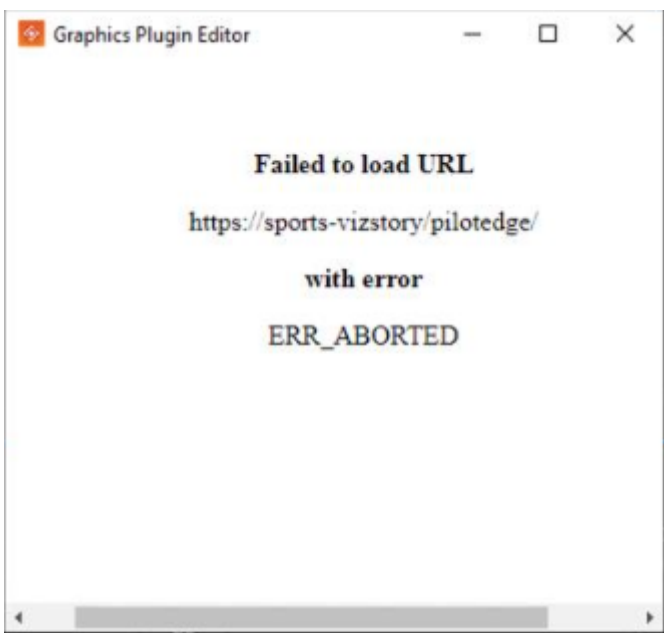 Graphics Plugin Editor
Failed to load URL
https://sports-vizstory/pilotedge/
with error
ERR_ABORTED